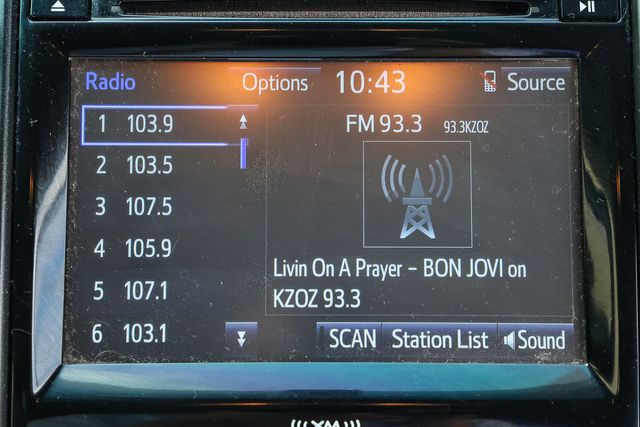 Radio Options 10:43 Source
1 103.9
2 103.5
3 107.5
4 105.9
5 107.1
6 103.1
FM 93.3 93.3KZOZ
Livin On A Prayer - BON JOVI on
KZOZ 93.3
SCAN Station List Sound
((( XM )))